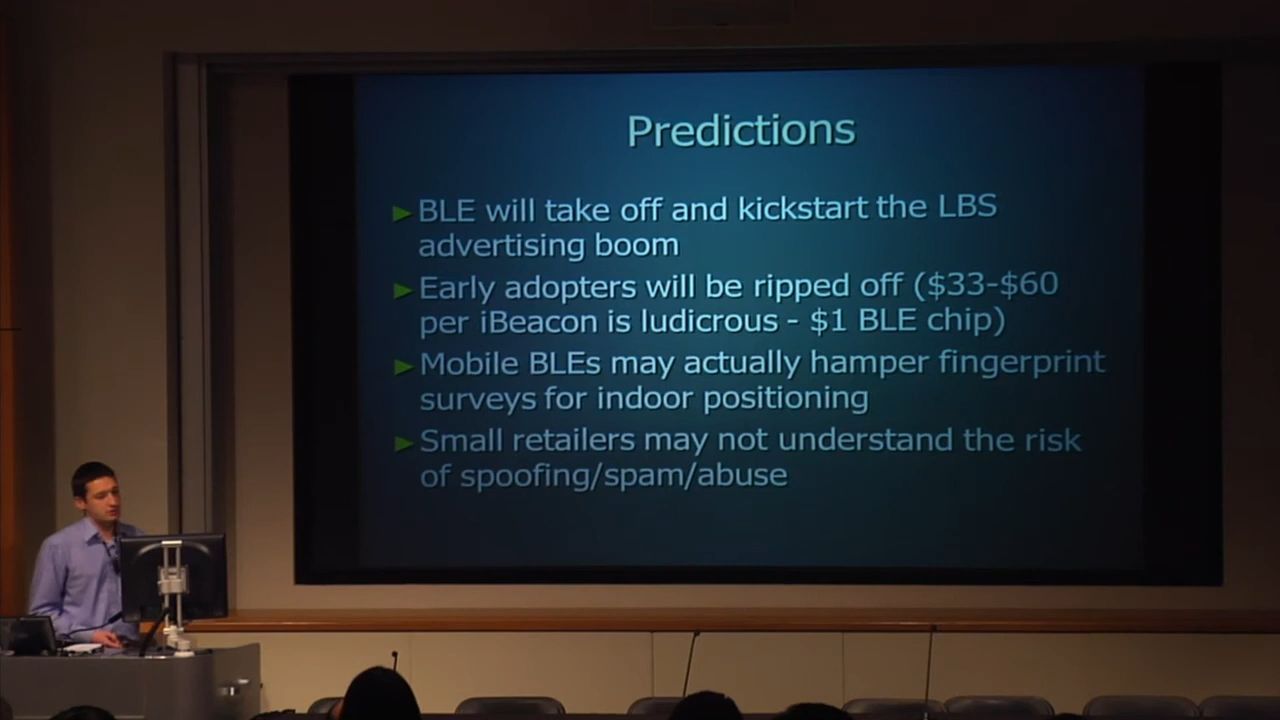 Predictions
BLE will take off and kickstart the LBS
advertising boom
Early adopters will be ripped off ($33-$60
per iBeacon is ludicrous - $1 BLE chip)
Mobile BLEs may actually hamper fingerprint
surveys for indoor positioning
Small retailers may not understand the risk
of spoofing/spam/abuse